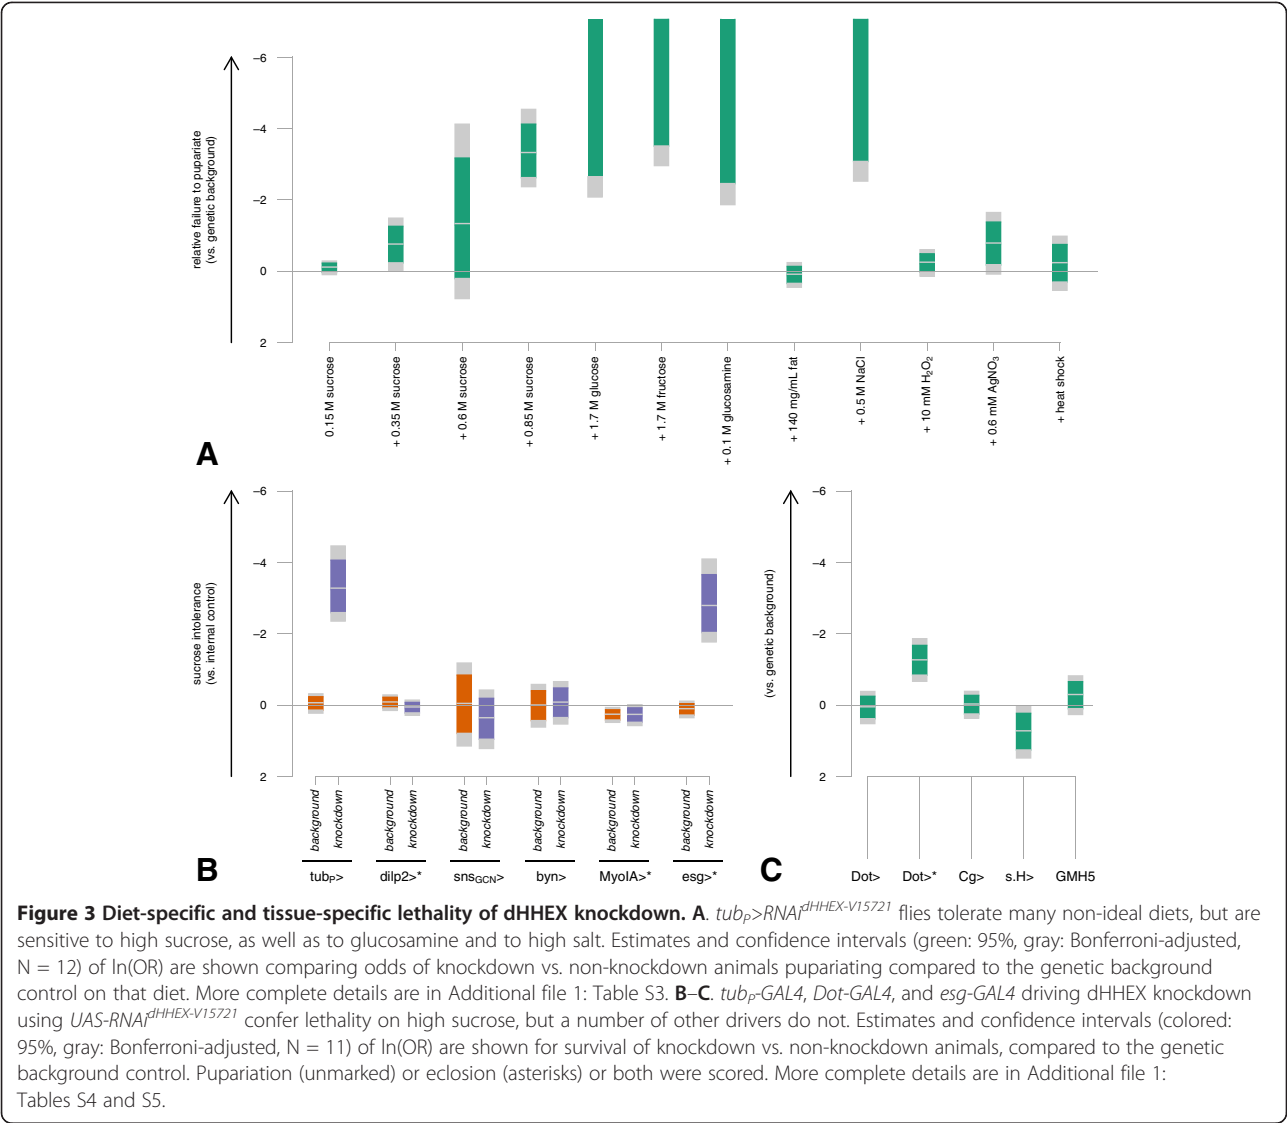 −6
−4
−2
0
2
relative failure to pupariate
(vs. genetic background)
0.15 M sucrose
+ 0.35 M sucrose
+ 0.6 M sucrose
+ 0.85 M sucrose
+ 1.7 M glucose
+ 1.7 M fructose
+ 0.1 M glucosamine
+ 140 mg/mL fat
+ 0.5 M NaCl
+ 10 mM H₂O₂
+ 0.6 mM AgNO₃
+ heat shock
A
−6
−4
−2
0
2
sucrose intolerance
(vs. internal control)
background
knockdown
background
knockdown
background
knockdown
background
knockdown
background
knockdown
background
knockdown
tubP>
dilp2>*
snsGCN>
byn>
MyoIA>*
esg>*
B
−6
−4
−2
0
2
(vs. genetic background)
Dot>
Dot>*
Cg>
s.H>
GMH5
C
Figure 3 Diet-specific and tissue-specific lethality of dHHEX knockdown. A. tubP>RNAi^dHHEX-V15721 flies tolerate many non-ideal diets, but are
sensitive to high sucrose, as well as to glucosamine and to high salt. Estimates and confidence intervals (green: 95%, gray: Bonferroni-adjusted,
N = 12) of ln(OR) are shown comparing odds of knockdown vs. non-knockdown animals pupariating compared to the genetic background
control on that diet. More complete details are in Additional file 1: Table S3. B–C. tubP-GAL4, Dot-GAL4, and esg-GAL4 driving dHHEX knockdown
using UAS-RNAi^dHHEX-V15721 confer lethality on high sucrose, but a number of other drivers do not. Estimates and confidence intervals (colored:
95%, gray: Bonferroni-adjusted, N = 11) of ln(OR) are shown for survival of knockdown vs. non-knockdown animals, compared to the genetic
background control. Pupariation (unmarked) or eclosion (asterisks) or both were scored. More complete details are in Additional file 1:
Tables S4 and S5.